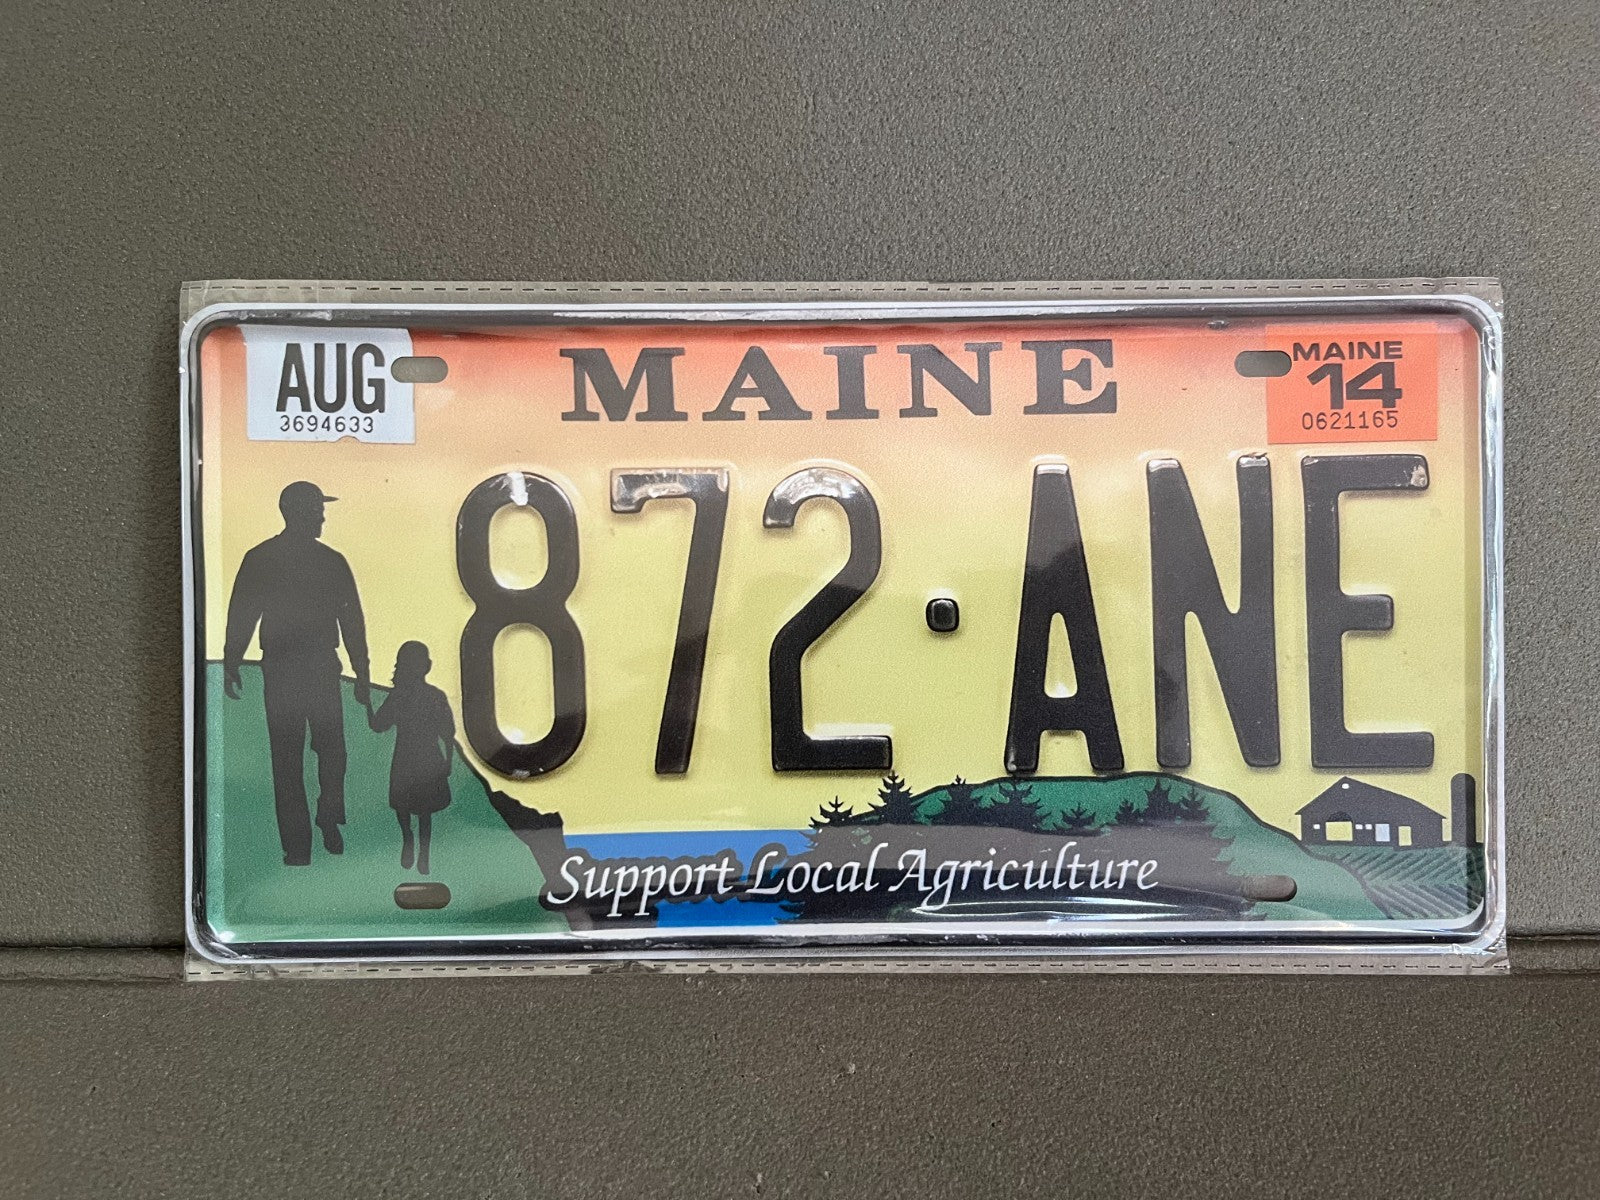 AUG
3694633
MAINE
MAINE
14
0621165
872·ANE
Support Local Agriculture